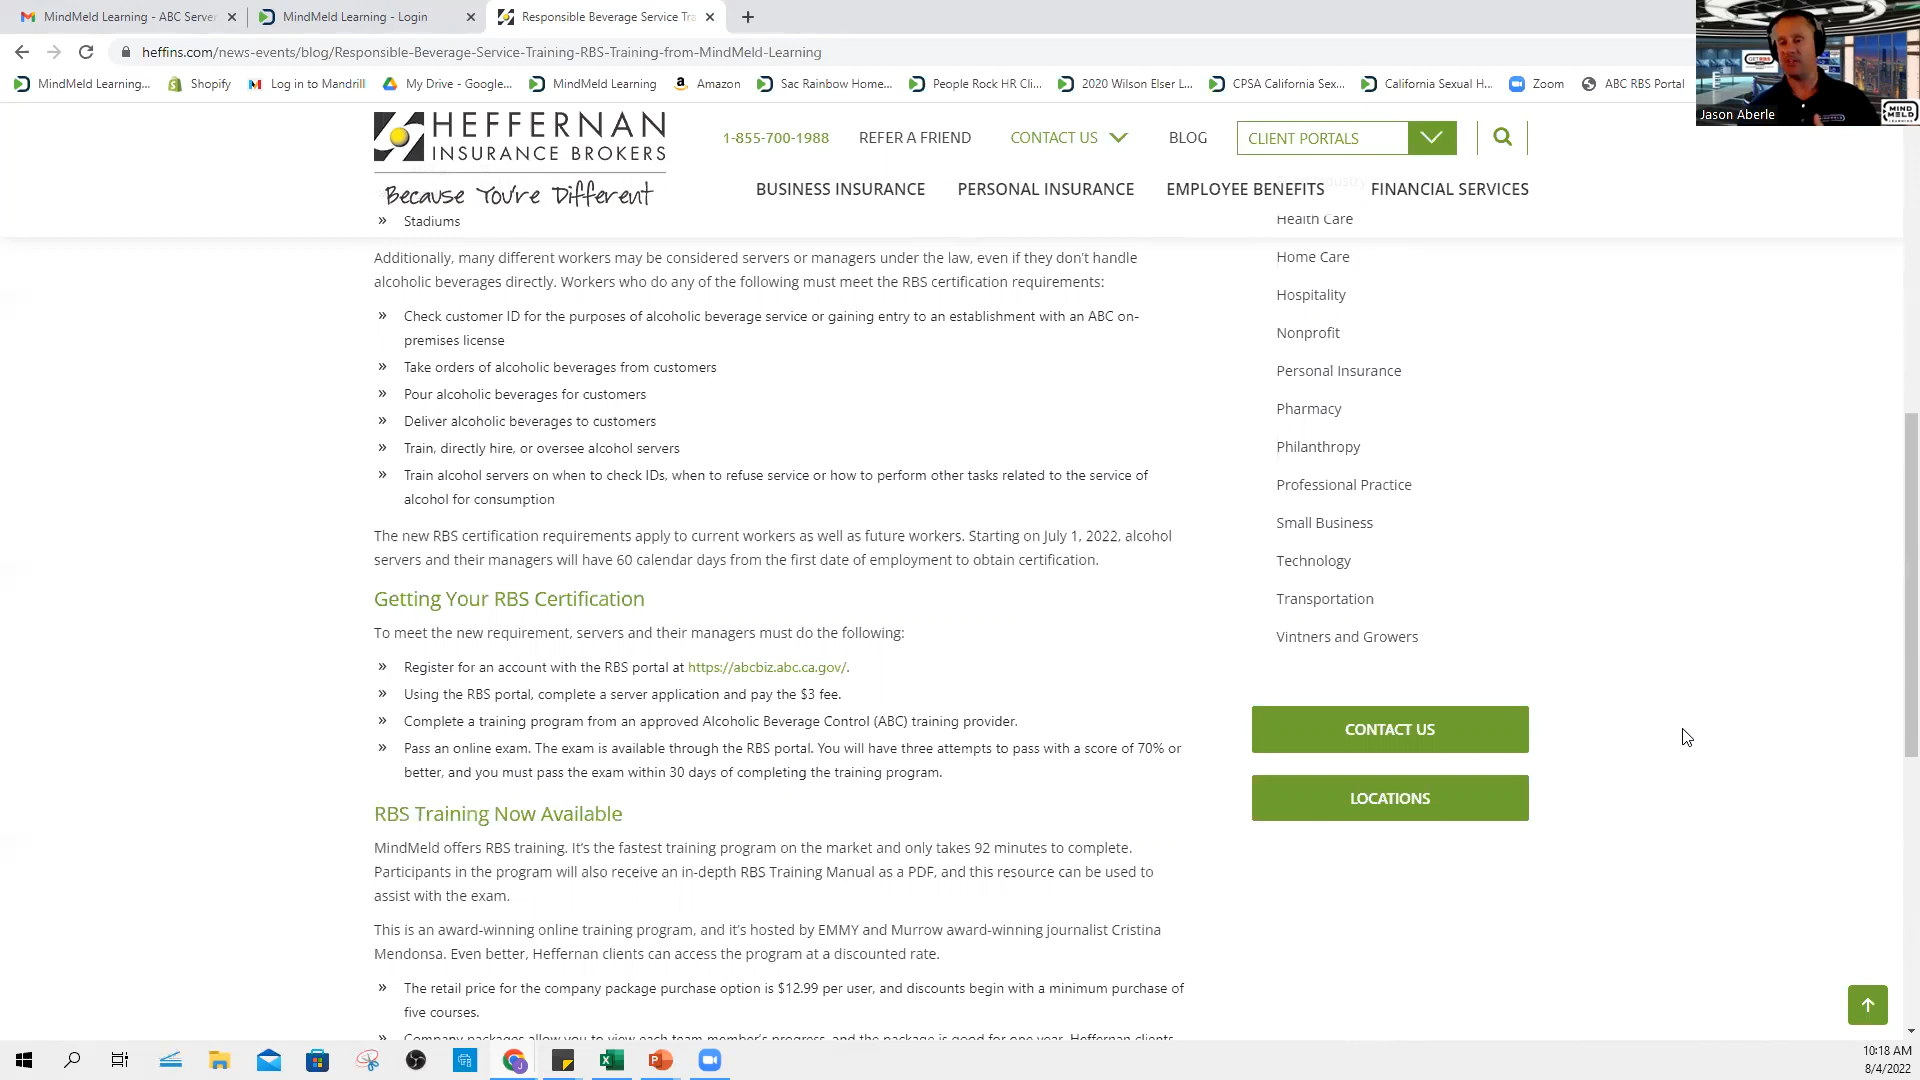 MindMeld Learning - ABC Server
MindMeld Learning - Login
Responsible Beverage Service Tra
heffins.com/news-events/blog/Responsible-Beverage-Service-Training-RBS-Training-from-MindMeld-Learning
MindMeld Learning...
Shopify
Log in to Mandrill
My Drive - Google...
MindMeld Learning
Amazon
Sac Rainbow Home...
People Rock HR Cli...
2020 Wilson Elser L...
CPSA California Sex...
California Sexual H...
Zoom
ABC RBS Portal
Jason Aberle
MIND
MELD
HEFFERNAN
INSURANCE BROKERS
Because You're Different
1-855-700-1988
REFER A FRIEND
CONTACT US
BLOG
CLIENT PORTALS
BUSINESS INSURANCE
PERSONAL INSURANCE
EMPLOYEE BENEFITS
FINANCIAL SERVICES
» Stadiums
Additionally, many different workers may be considered servers or managers under the law, even if they don't handle
alcoholic beverages directly. Workers who do any of the following must meet the RBS certification requirements:
» Check customer ID for the purposes of alcoholic beverage service or gaining entry to an establishment with an ABC on-
premises license
» Take orders of alcoholic beverages from customers
» Pour alcoholic beverages for customers
» Deliver alcoholic beverages to customers
» Train, directly hire, or oversee alcohol servers
» Train alcohol servers on when to check IDs, when to refuse service or how to perform other tasks related to the service of
alcohol for consumption
The new RBS certification requirements apply to current workers as well as future workers. Starting on July 1, 2022, alcohol
servers and their managers will have 60 calendar days from the first date of employment to obtain certification.
Getting Your RBS Certification
To meet the new requirement, servers and their managers must do the following:
» Register for an account with the RBS portal at https://abcbiz.abc.ca.gov/.
» Using the RBS portal, complete a server application and pay the $3 fee.
» Complete a training program from an approved Alcoholic Beverage Control (ABC) training provider.
» Pass an online exam. The exam is available through the RBS portal. You will have three attempts to pass with a score of 70% or
better, and you must pass the exam within 30 days of completing the training program.
RBS Training Now Available
MindMeld offers RBS training. It's the fastest training program on the market and only takes 92 minutes to complete.
Participants in the program will also receive an in-depth RBS Training Manual as a PDF, and this resource can be used to
assist with the exam.
This is an award-winning online training program, and it's hosted by EMMY and Murrow award-winning journalist Cristina
Mendonsa. Even better, Heffernan clients can access the program at a discounted rate.
» The retail price for the company package purchase option is $12.99 per user, and discounts begin with a minimum purchase of
five courses.
» Company packages allow you to view each team member's progress, and the package is good for one year. Heffernan clients
Health Care
Home Care
Hospitality
Nonprofit
Personal Insurance
Pharmacy
Philanthropy
Professional Practice
Small Business
Technology
Transportation
Vintners and Growers
CONTACT US
LOCATIONS
10:18 AM
8/4/2022